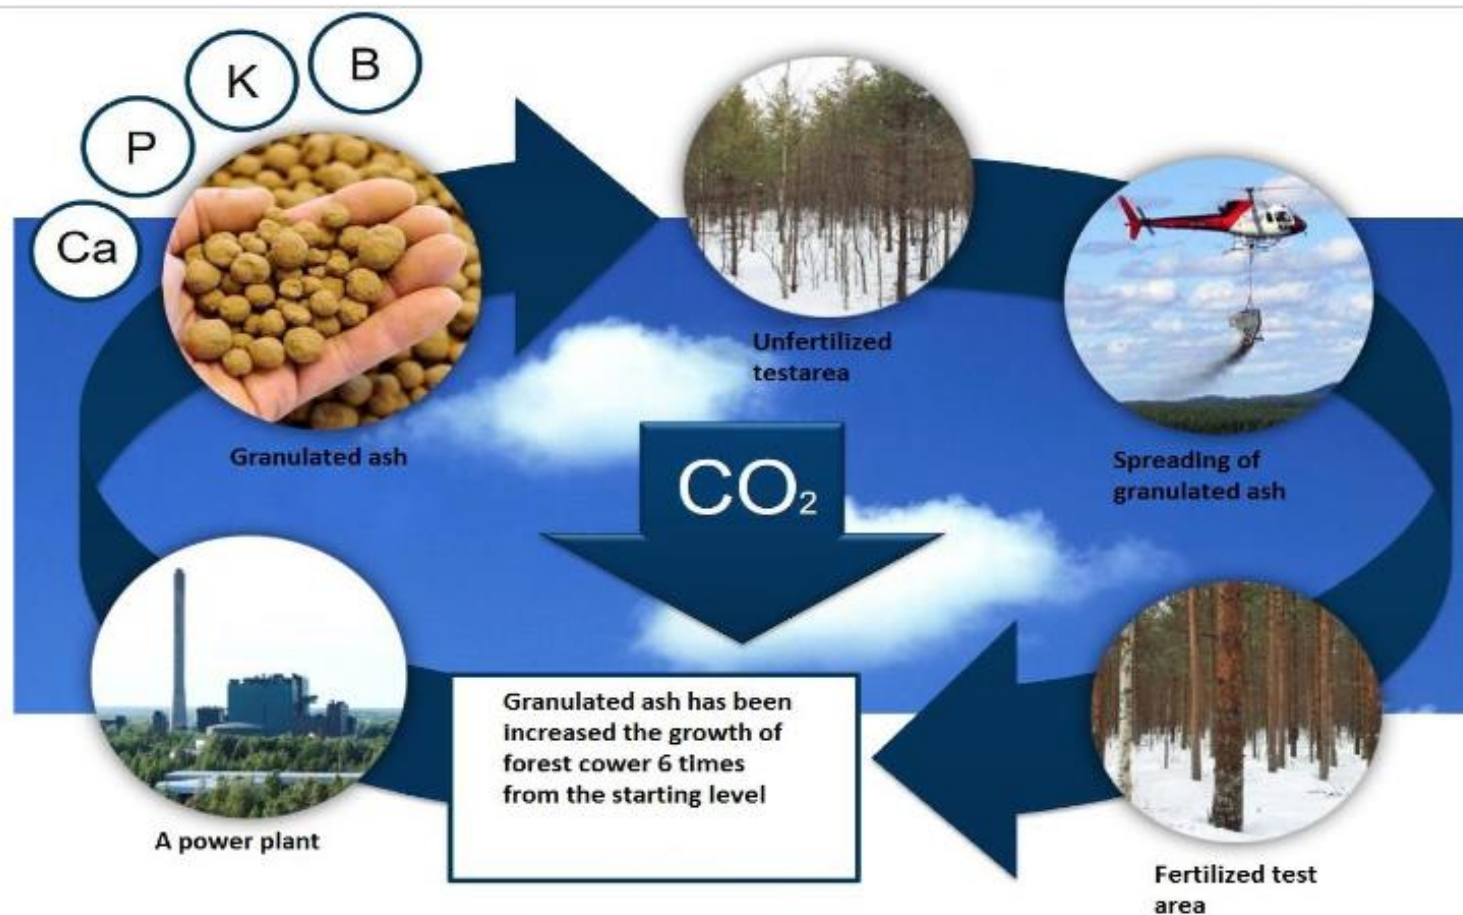 B
K
P
Ca
Granulated ash
Unfertilized
testarea
Spreading of
granulated ash
CO₂
Granulated ash has been
increased the growth of
forest cower 6 times
from the starting level
A power plant
Fertilized test
area